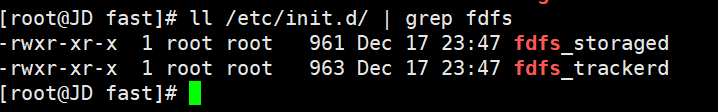 [root@JD fast]# ll /etc/init.d/ | grep fdfs
-rwxr-xr-x  1 root root   961 Dec 17 23:47 fdfs_storaged
-rwxr-xr-x  1 root root   963 Dec 17 23:47 fdfs_trackerd
[root@JD fast]#